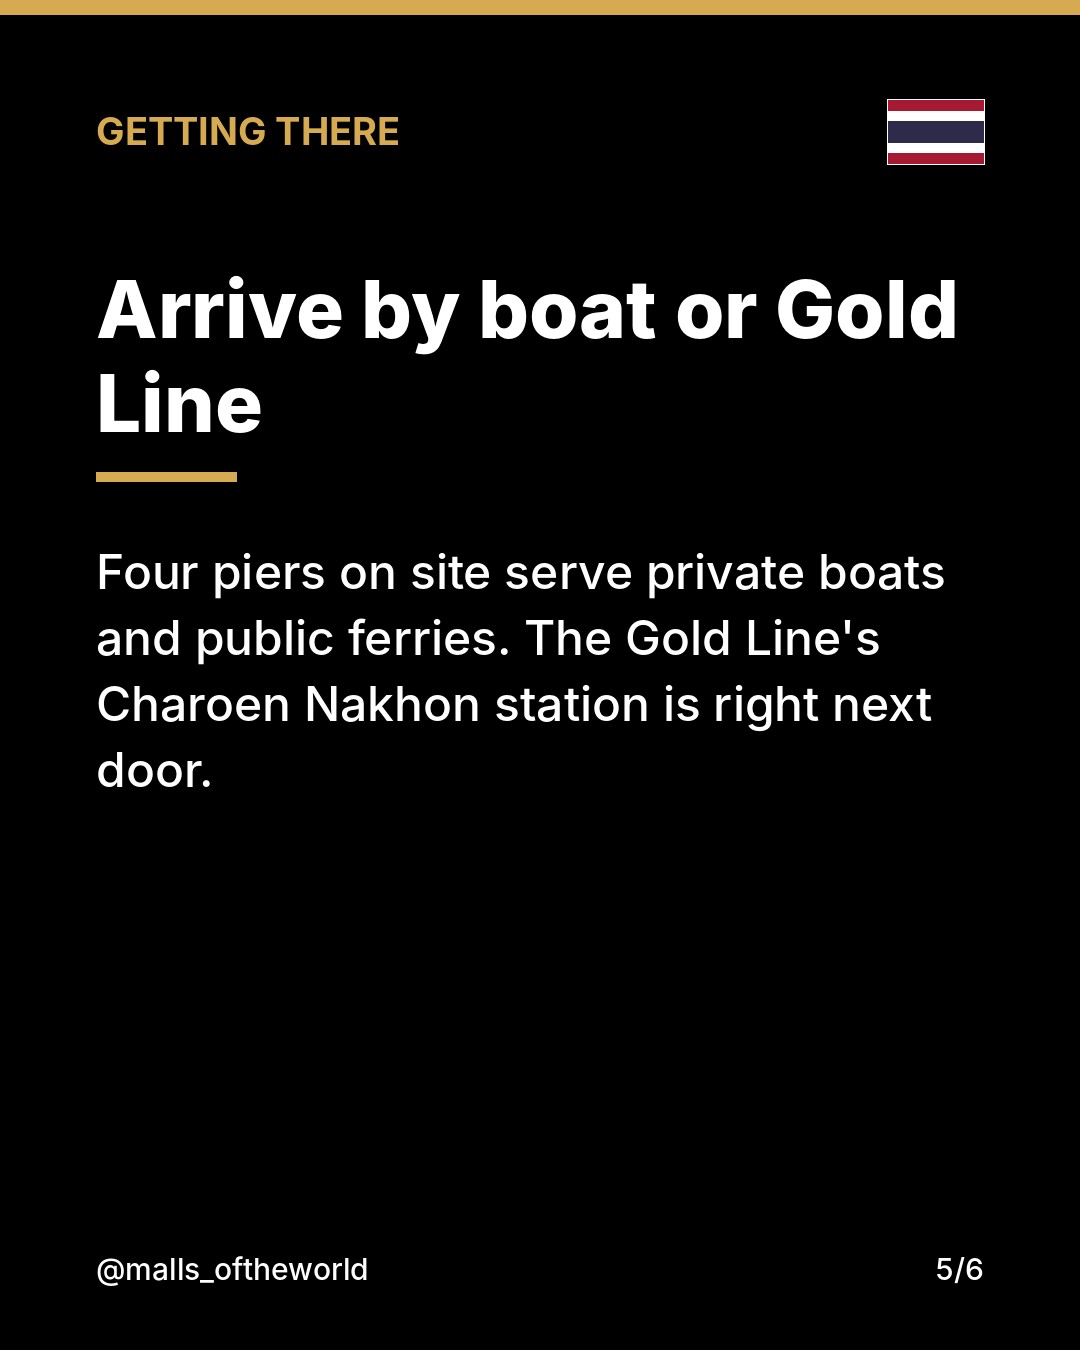 GETTING THERE
Arrive by boat or Gold
Line
Four piers on site serve private boats
and public ferries. The Gold Line's
Charoen Nakhon station is right next
door.
@malls_oftheworld
5/6